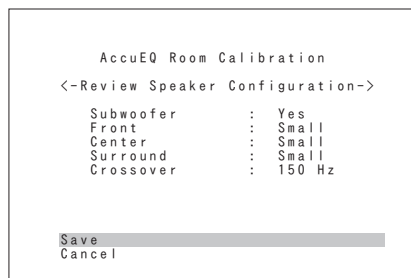 AccuEQ Room Calibration
<-Review Speaker Configuration->
Subwoofer : Yes
Front : Small
Center : Small
Surround : Small
Crossover : 150 Hz
Save
Cancel